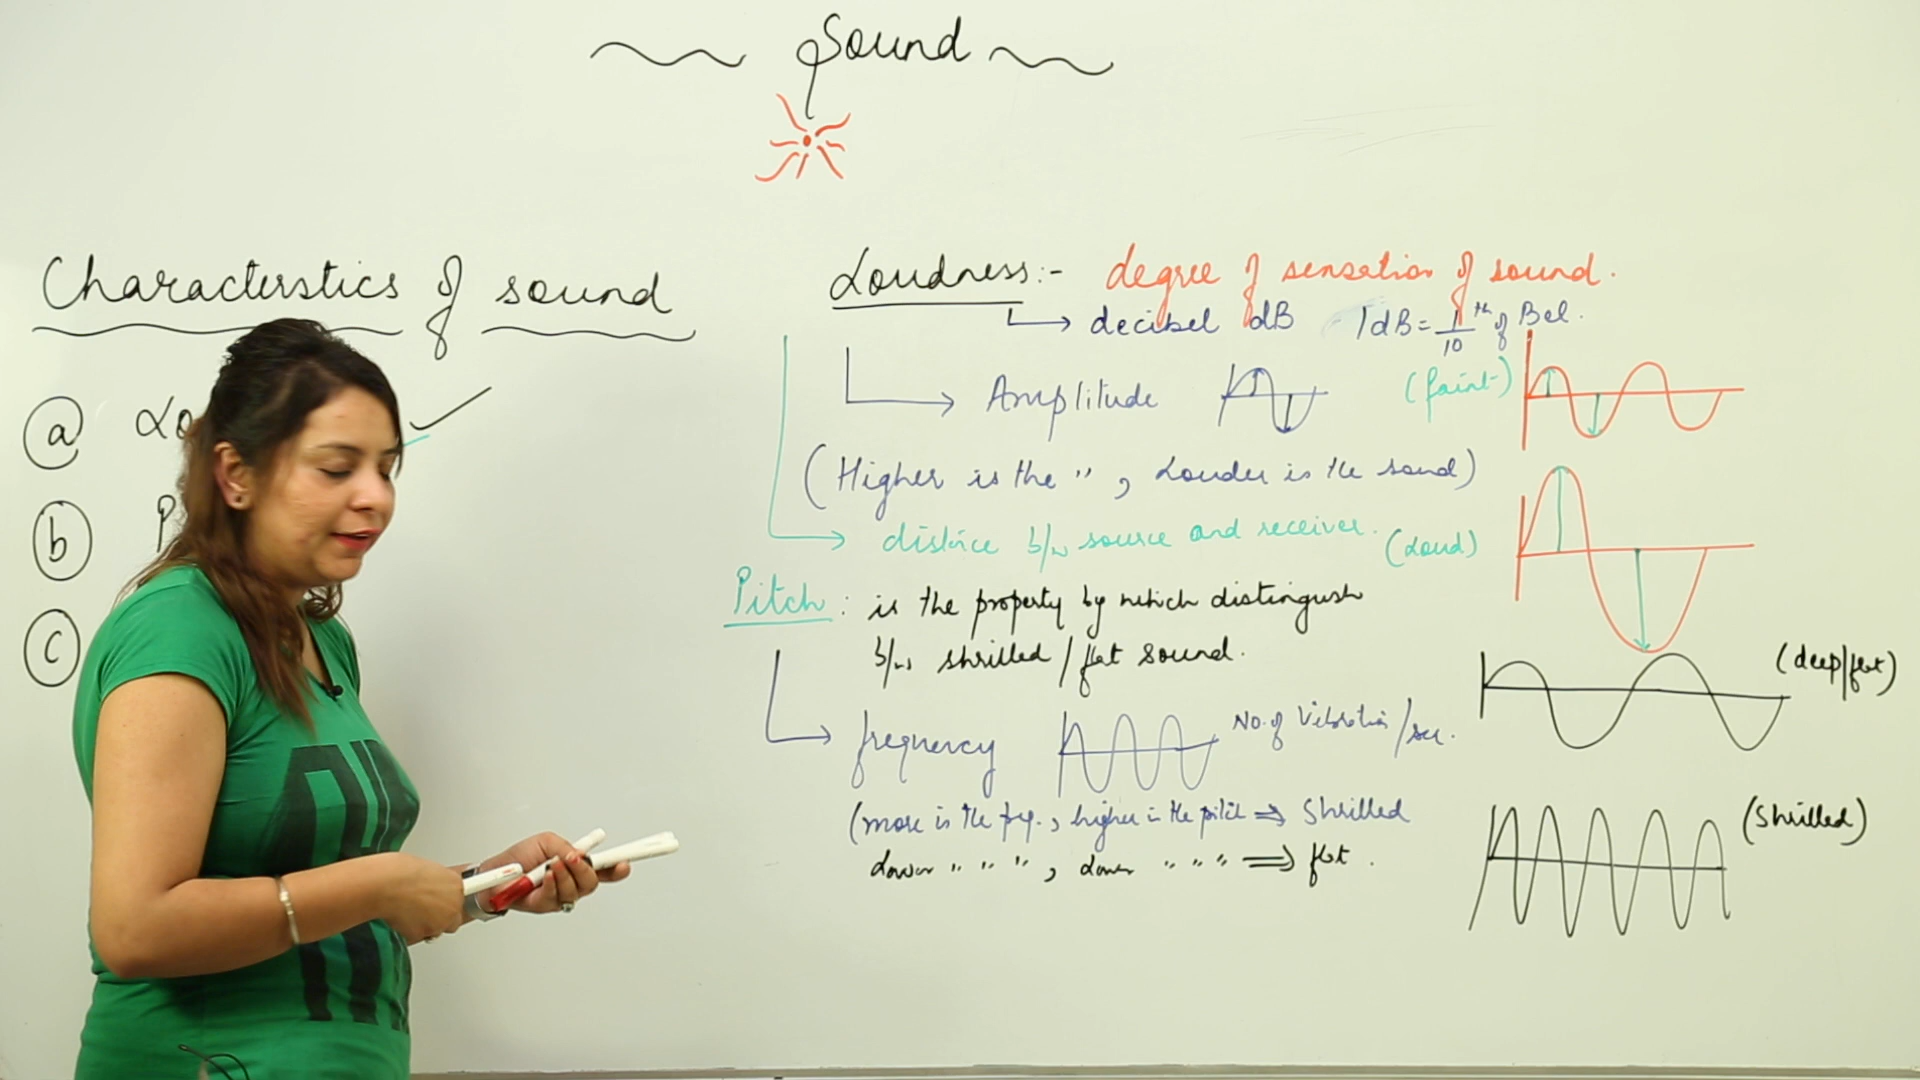 Sound
Characterstics of sound
a Lo
b P
c
Loudness:- degree of sensation of sound.
decibel dB 1dB = 1/10 th of Bel.
Amplitude
(faint)
(Higher is the " , Louder is the sound)
distance b/w source and receiver.
(Loud)
Pitch : is the property by which distingush
b/w shrilled / flat sound.
(deep/flat)
frequency
No. of Vibration/sec.
(more is the freq., higher is the pitch ⇒ Shrilled
Lower " " " , Lower " " " ⇒ flat .
(Shrilled)